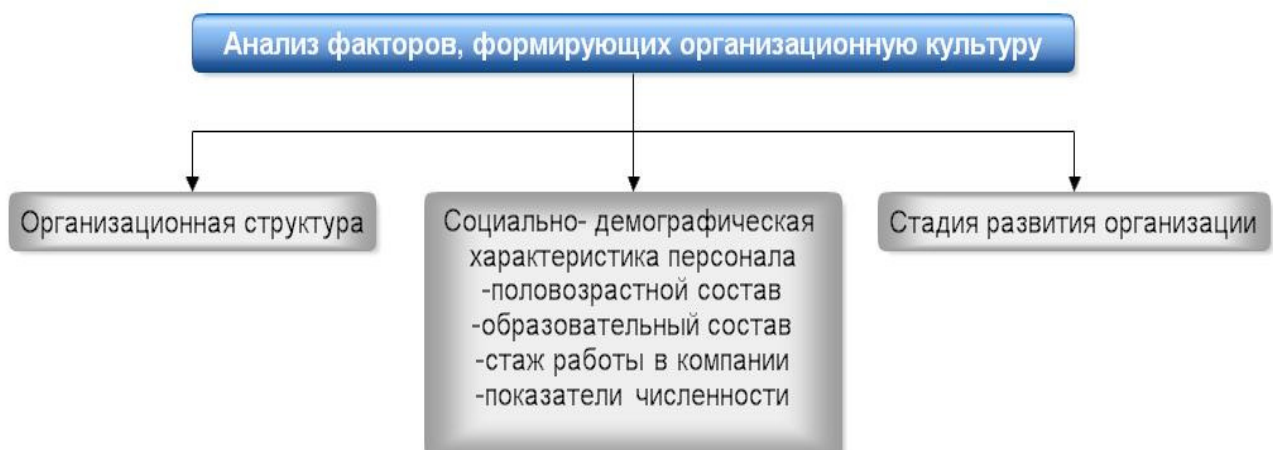 Анализ факторов, формирующих организационную культуру
Организационная структура
Социально- демографическая
характеристика персонала
-половозрастной состав
-образовательный состав
-стаж работы в компании
-показатели численности
Стадия развития организации